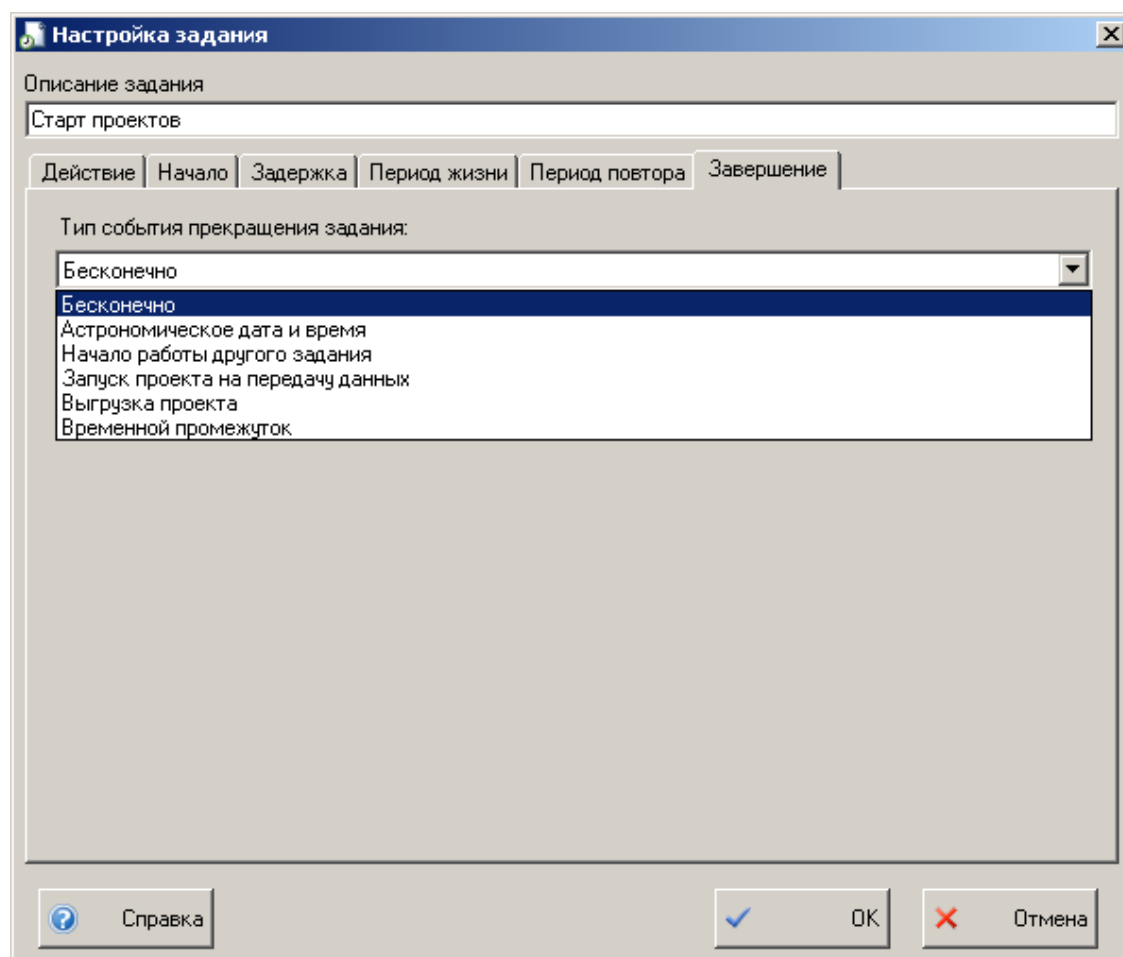 Настройка задания
Описание задания
Старт проектов
Действие Начало Задержка Период жизни Период повтора Завершение
Тип события прекращения задания:
Бесконечно
Бесконечно
Астрономическое дата и время
Начало работы другого задания
Запуск проекта на передачу данных
Выгрузка проекта
Временной промежуток
Справка OK Отмена